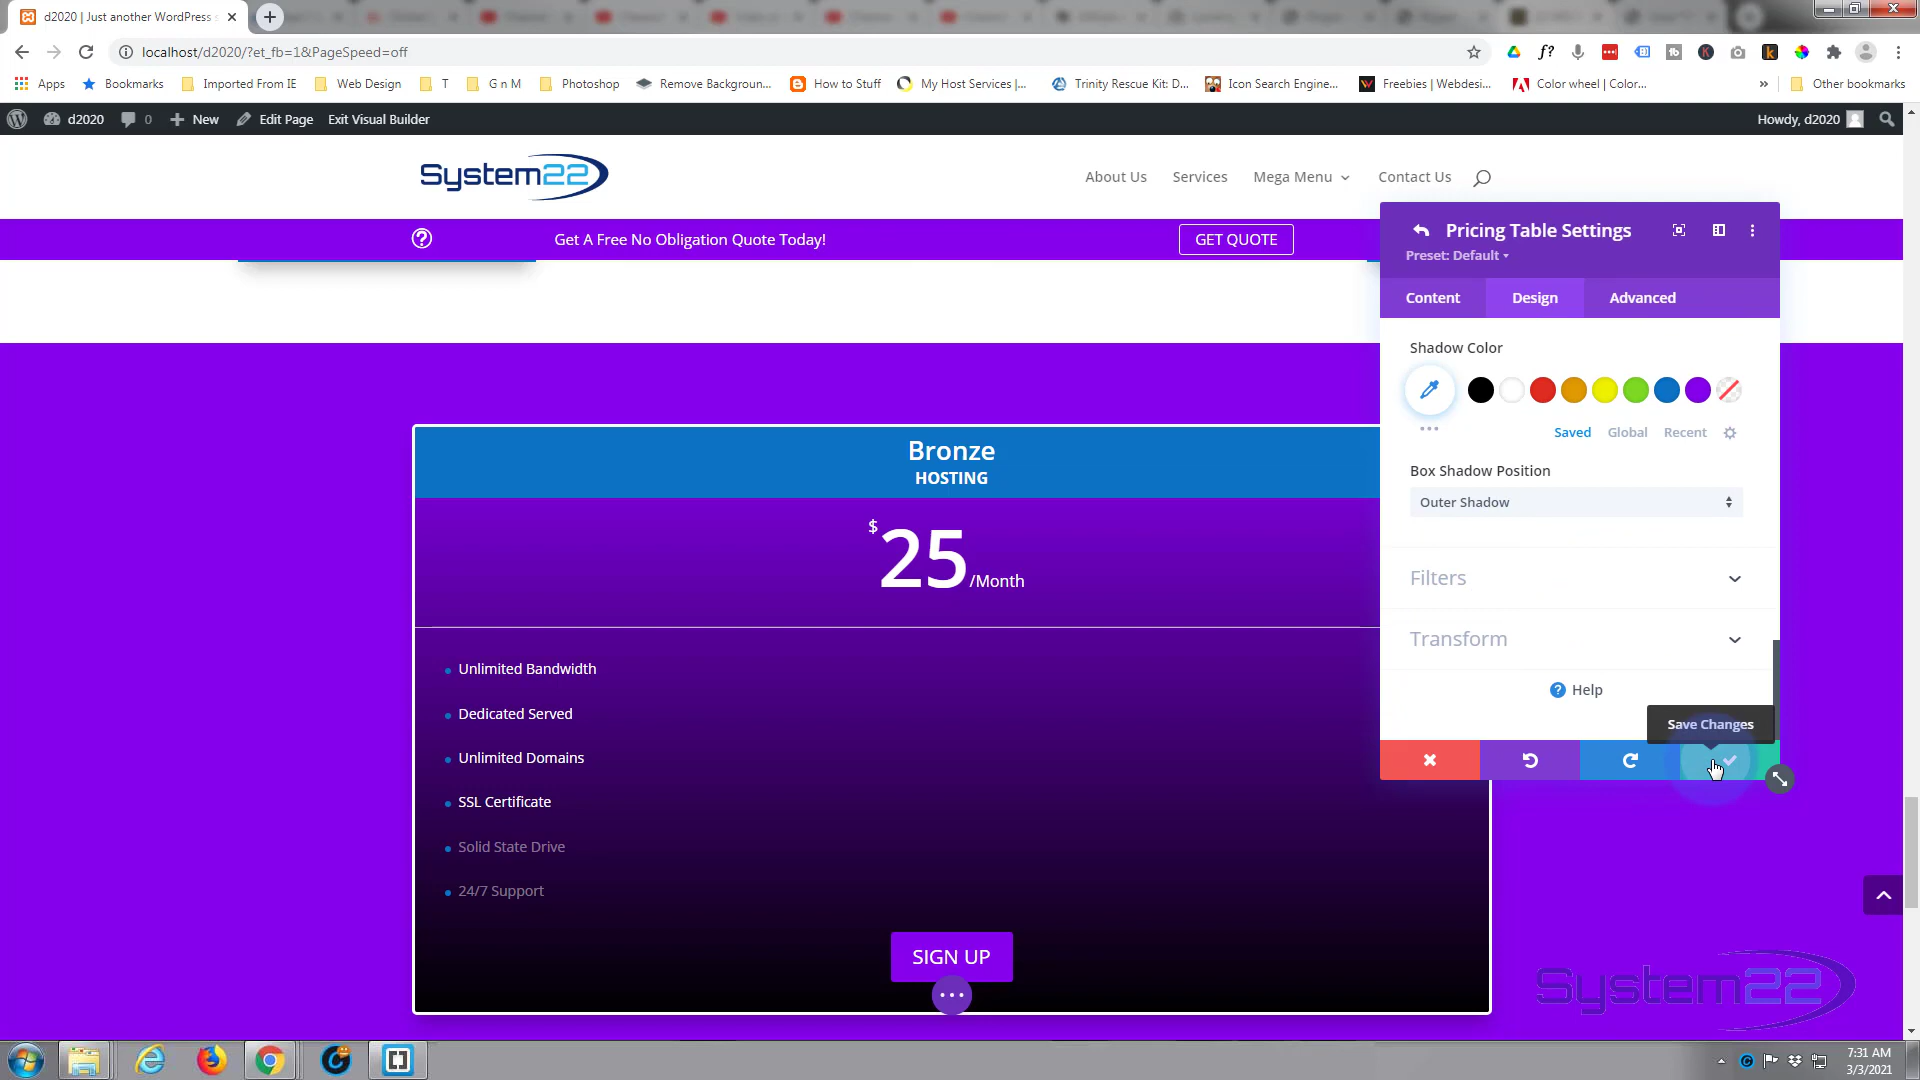 d2020 | Just another WordPress s
localhost/d2020/?et_fb=1&PageSpeed=off
Apps
Bookmarks
Imported From IE
Web Design
T
G n M
Photoshop
Remove Backgroun...
How to Stuff
My Host Services |...
Trinity Rescue Kit: D...
Icon Search Engine...
Freebies | Webdesi...
Color wheel | Color...
»
Other bookmarks
d2020
0
New
Edit Page
Exit Visual Builder
Howdy, d2020
System22
About Us
Services
Mega Menu
Contact Us
Get A Free No Obligation Quote Today!
GET QUOTE
Pricing Table Settings
Preset: Default
Content
Design
Advanced
Shadow Color
Saved
Global
Recent
Box Shadow Position
Outer Shadow
Filters
Transform
Help
Save Changes
Bronze
HOSTING
$25/Month
Unlimited Bandwidth
Dedicated Served
Unlimited Domains
SSL Certificate
Solid State Drive
24/7 Support
SIGN UP
System22
7:31 AM
3/3/2021